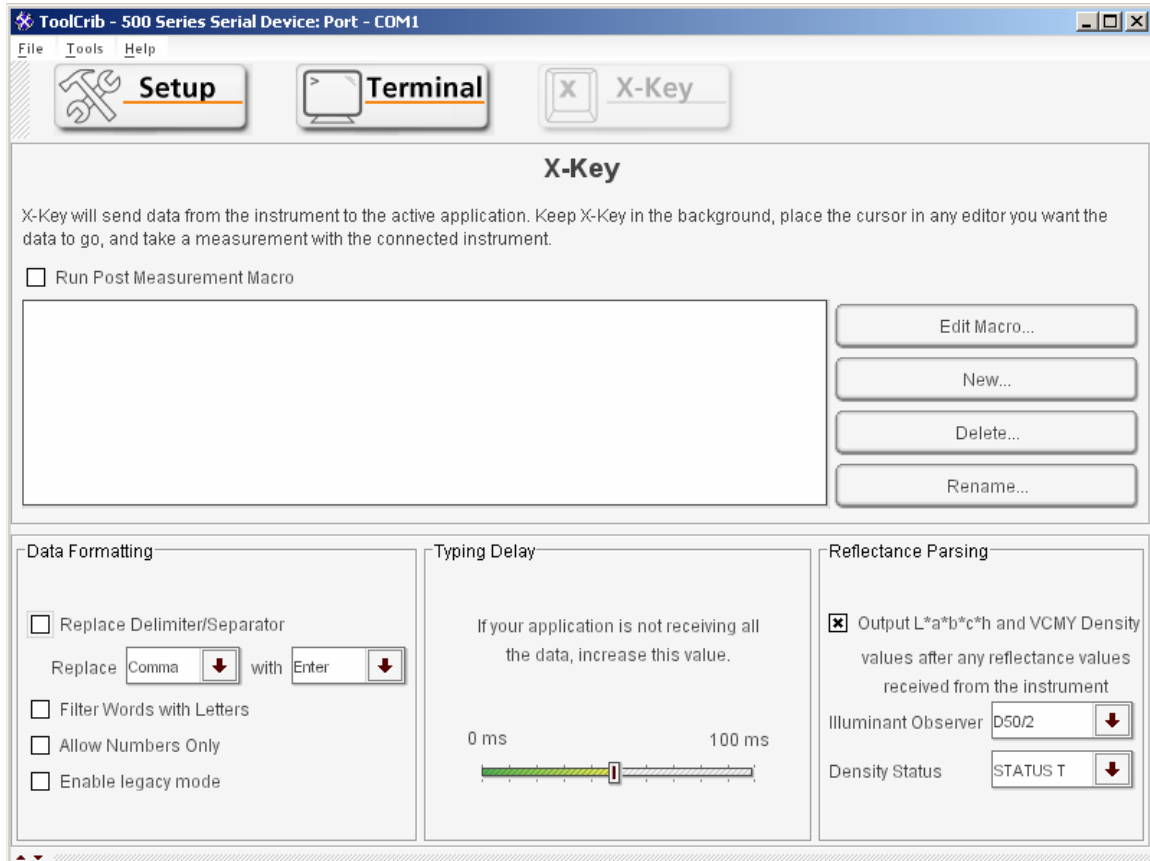 ToolCrib - 500 Series Serial Device: Port - COM1
File Tools Help
Setup
Terminal
X X-Key
X-Key
X-Key will send data from the instrument to the active application. Keep X-Key in the background, place the cursor in any editor you want the
data to go, and take a measurement with the connected instrument.
Run Post Measurement Macro
Edit Macro...
New...
Delete...
Rename...
Data Formatting
Replace Delimiter/Separator
Replace Comma with Enter
Filter Words with Letters
Allow Numbers Only
Enable legacy mode
Typing Delay
If your application is not receiving all
the data, increase this value.
0 ms 100 ms
Reflectance Parsing
Output L*a*b*c*h and VCMY Density
values after any reflectance values
received from the instrument
Illuminant Observer D50/2
Density Status STATUS T